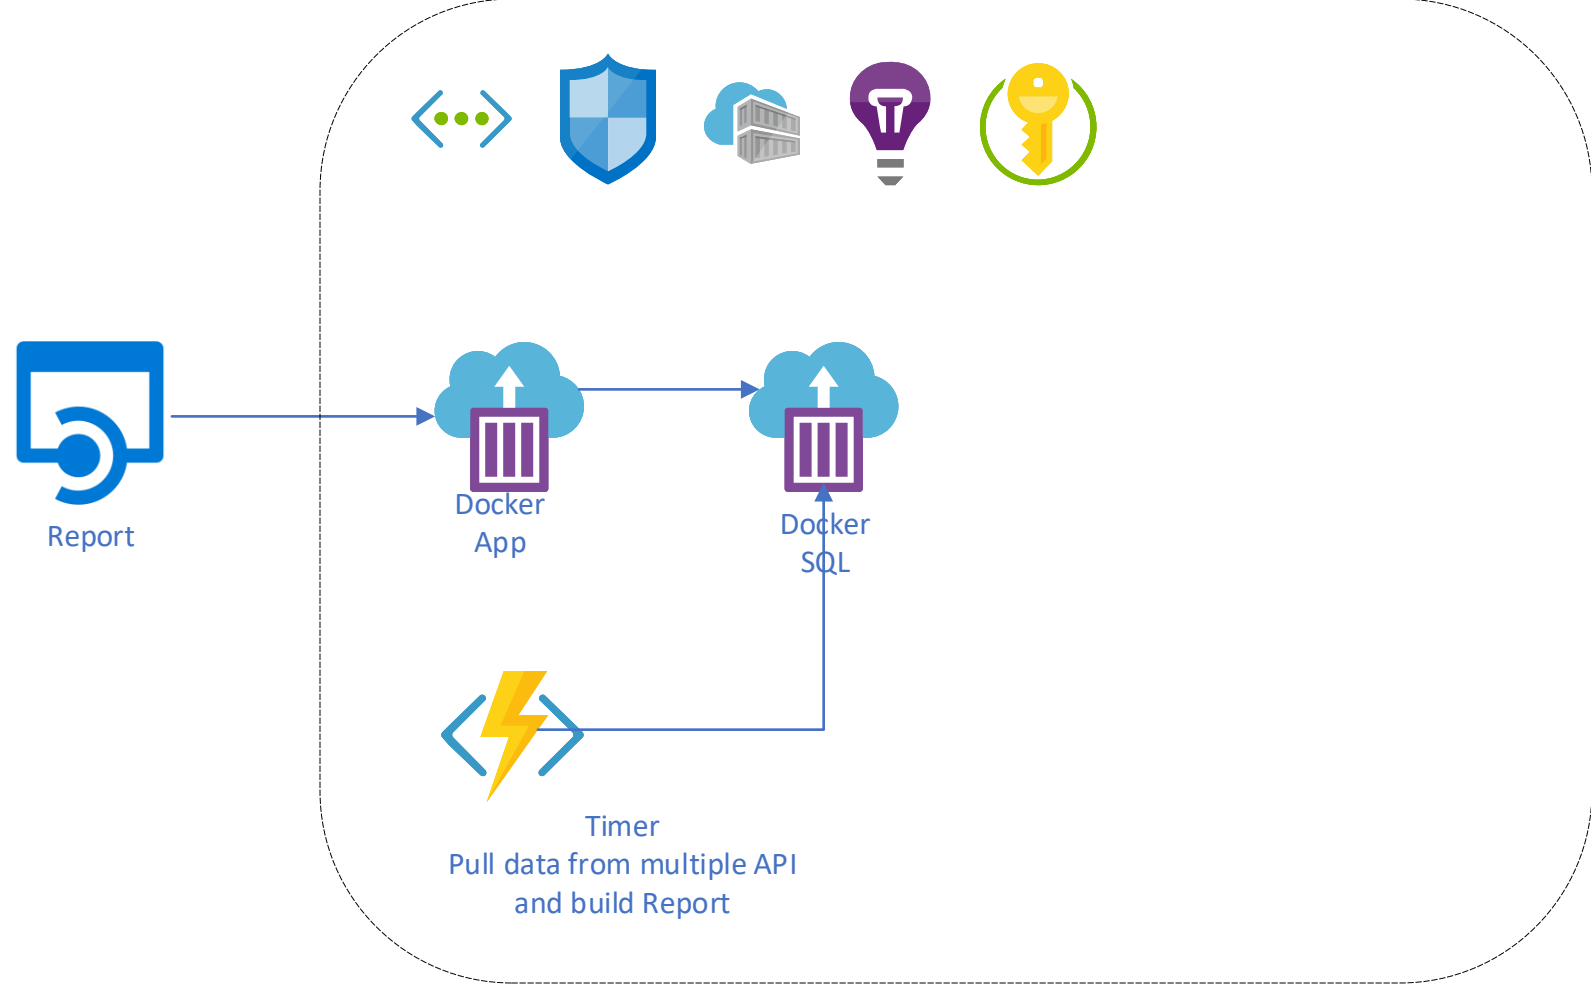 Report
Docker
App
Docker
SQL
Timer
Pull data from multiple API
and build Report